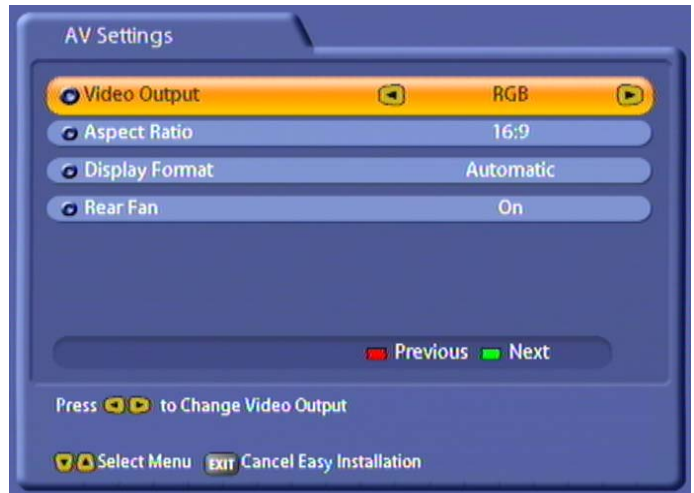 AV Settings
Video Output RGB
Aspect Ratio 16:9
Display Format Automatic
Rear Fan On
Previous Next
Press to Change Video Output
Select Menu EXIT Cancel Easy Installation